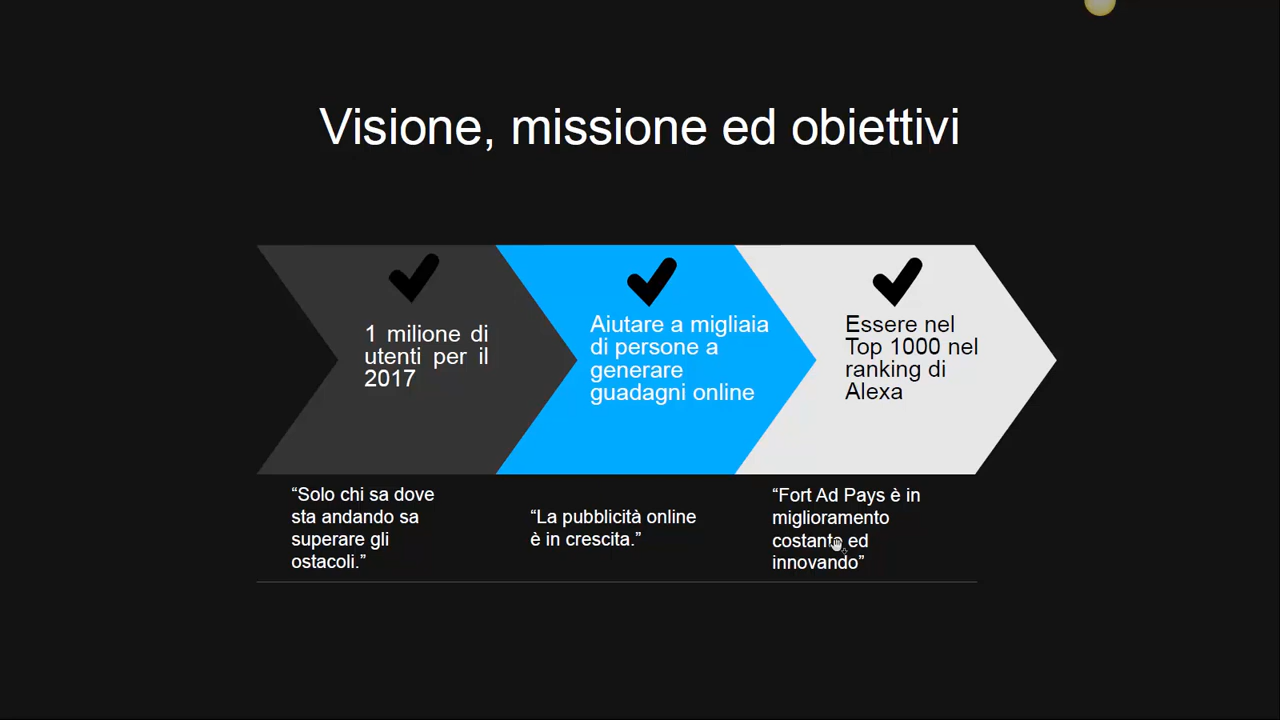 Visione, missione ed obiettivi
1 milione di
utenti per il
2017
Aiutare a migliaia
di persone a
generare
guadagni online
Essere nel
Top 1000 nel
ranking di
Alexa
“Solo chi sa dove
sta andando sa
superare gli
ostacoli.”
“La pubblicità online
è in crescita.”
“Fort Ad Pays è in
miglioramento
costante ed
innovando”